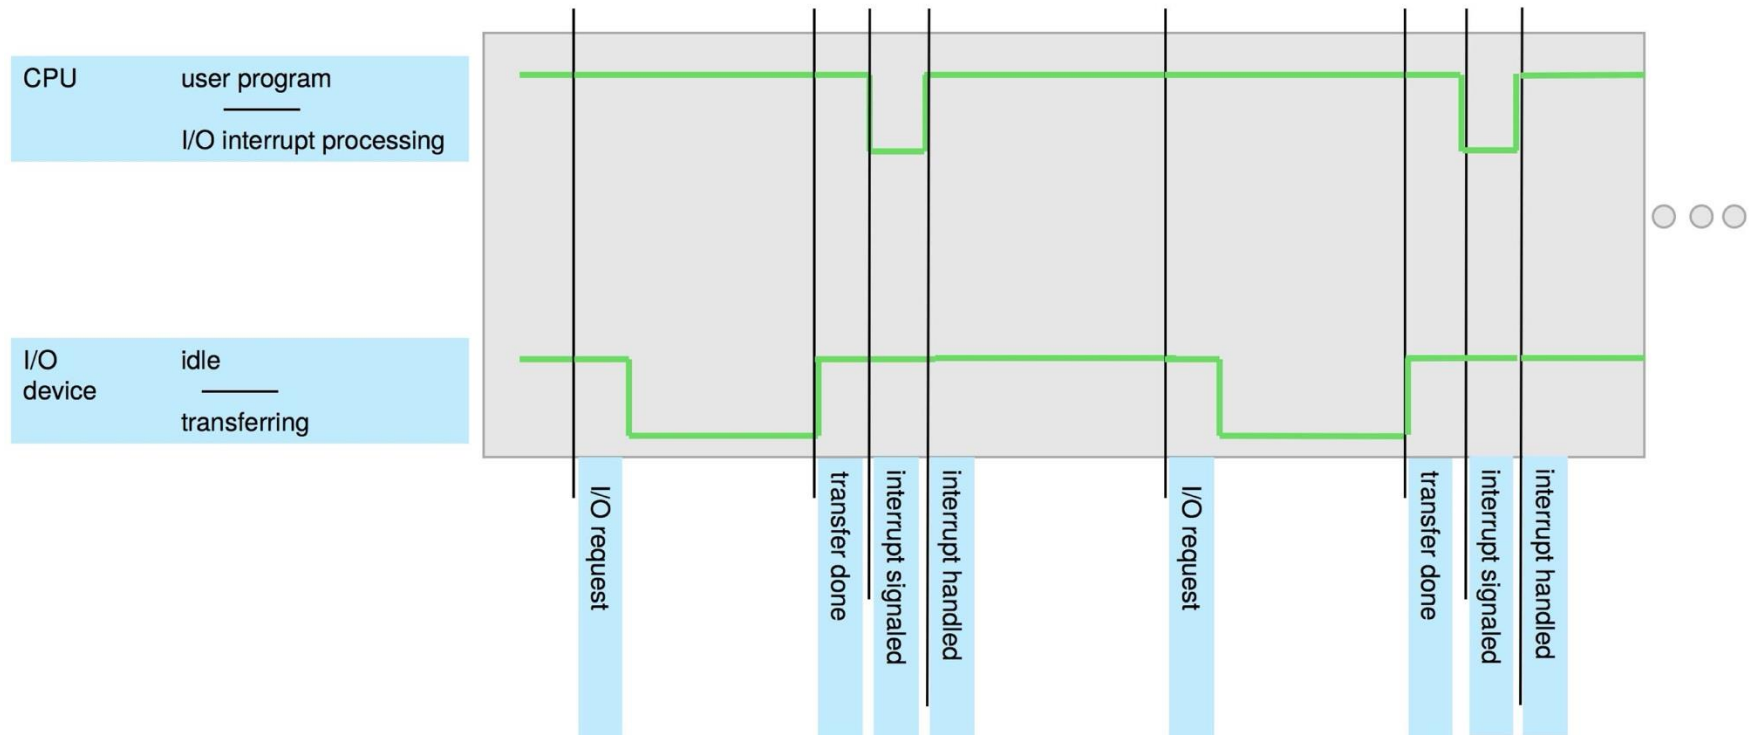 CPU
user program
I/O interrupt processing
I/O
device
idle
transferring
I/O request
transfer done
interrupt signaled
interrupt handled
I/O request
transfer done
interrupt signaled
interrupt handled